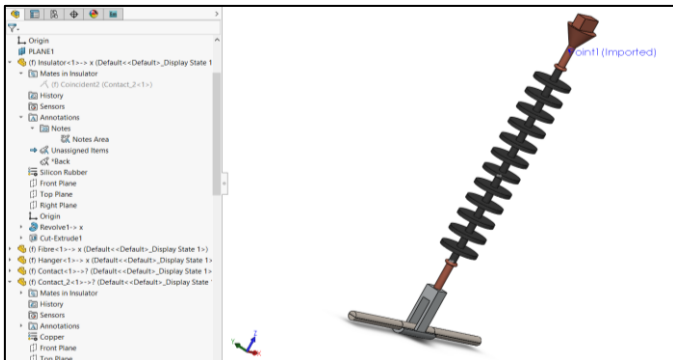 Origin
PLANE1
(f) Insulator<1>-> x (Default<<Default>_Display State 1
Mates in Insulator
(f) Coincident2 (Contact_2<1>)
History
Sensors
Annotations
Notes
Notes Area
Unassigned Items
*Back
Silicon Rubber
Front Plane
Top Plane
Right Plane
Origin
Revolve1-> x
Cut-Extrude1
(f) Fibre<1>-> x (Default<<Default>_Display State 1>)
(f) Hanger<1>-> x (Default<<Default>_Display State 1>
(f) Contact<1>->? (Default<<Default>_Display State 1>
(f) Contact_2<1>->? (Default<<Default>_Display State
Mates in Insulator
History
Sensors
Annotations
Copper
Front Plane
Top Plane
Point1 (Imported)
Y
Z
X